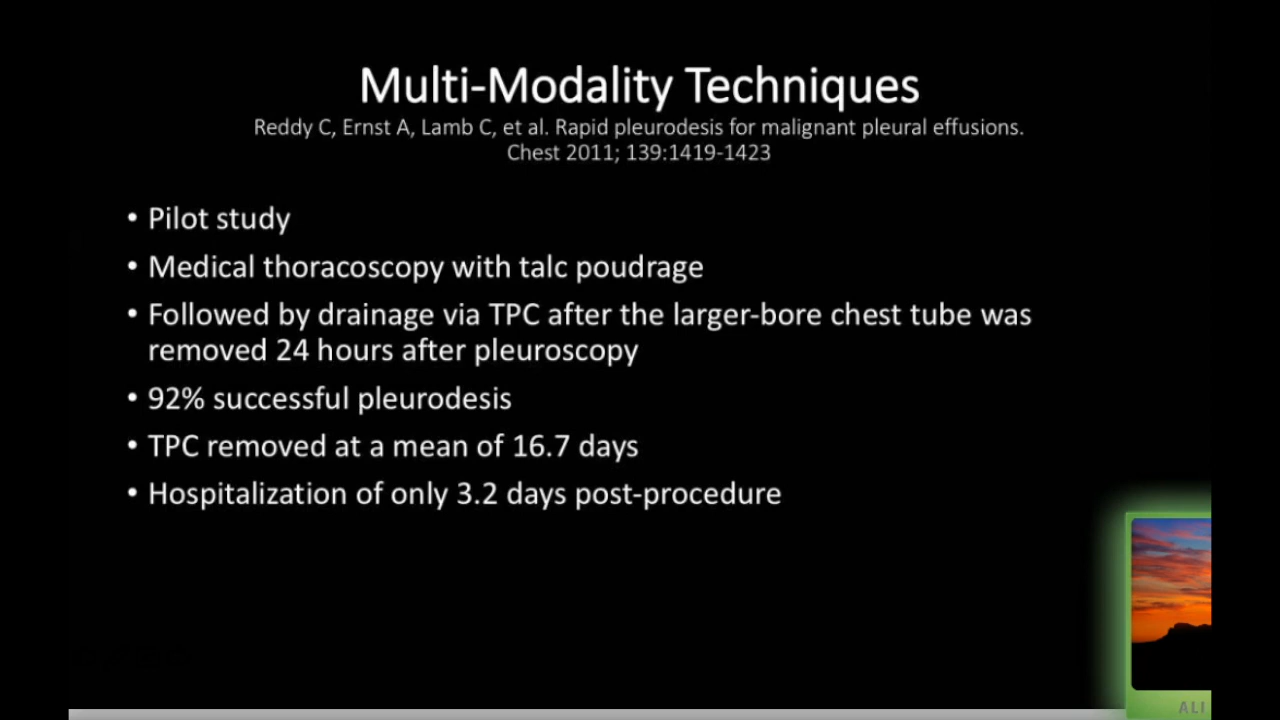 Multi-Modality Techniques
Reddy C, Ernst A, Lamb C, et al. Rapid pleurodesis for malignant pleural effusions.
Chest 2011; 139:1419-1423
• Pilot study
• Medical thoracoscopy with talc poudrage
• Followed by drainage via TPC after the larger-bore chest tube was
removed 24 hours after pleuroscopy
• 92% successful pleurodesis
• TPC removed at a mean of 16.7 days
• Hospitalization of only 3.2 days post-procedure
ALI